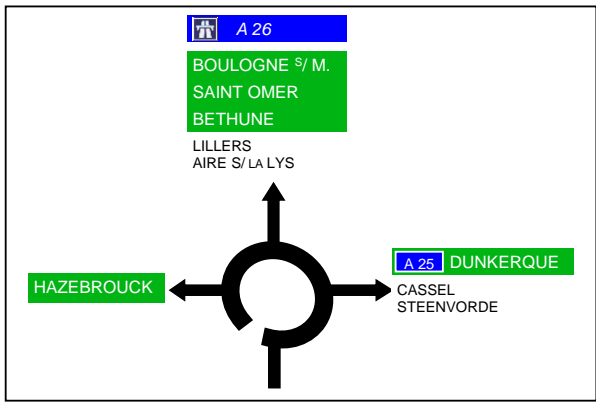 A 26
BOULOGNE S/ M.
SAINT OMER
BETHUNE
LILLERS
AIRE S/ LA LYS
HAZEBROUCK
A 25 DUNKERQUE
CASSEL
STEENVORDE